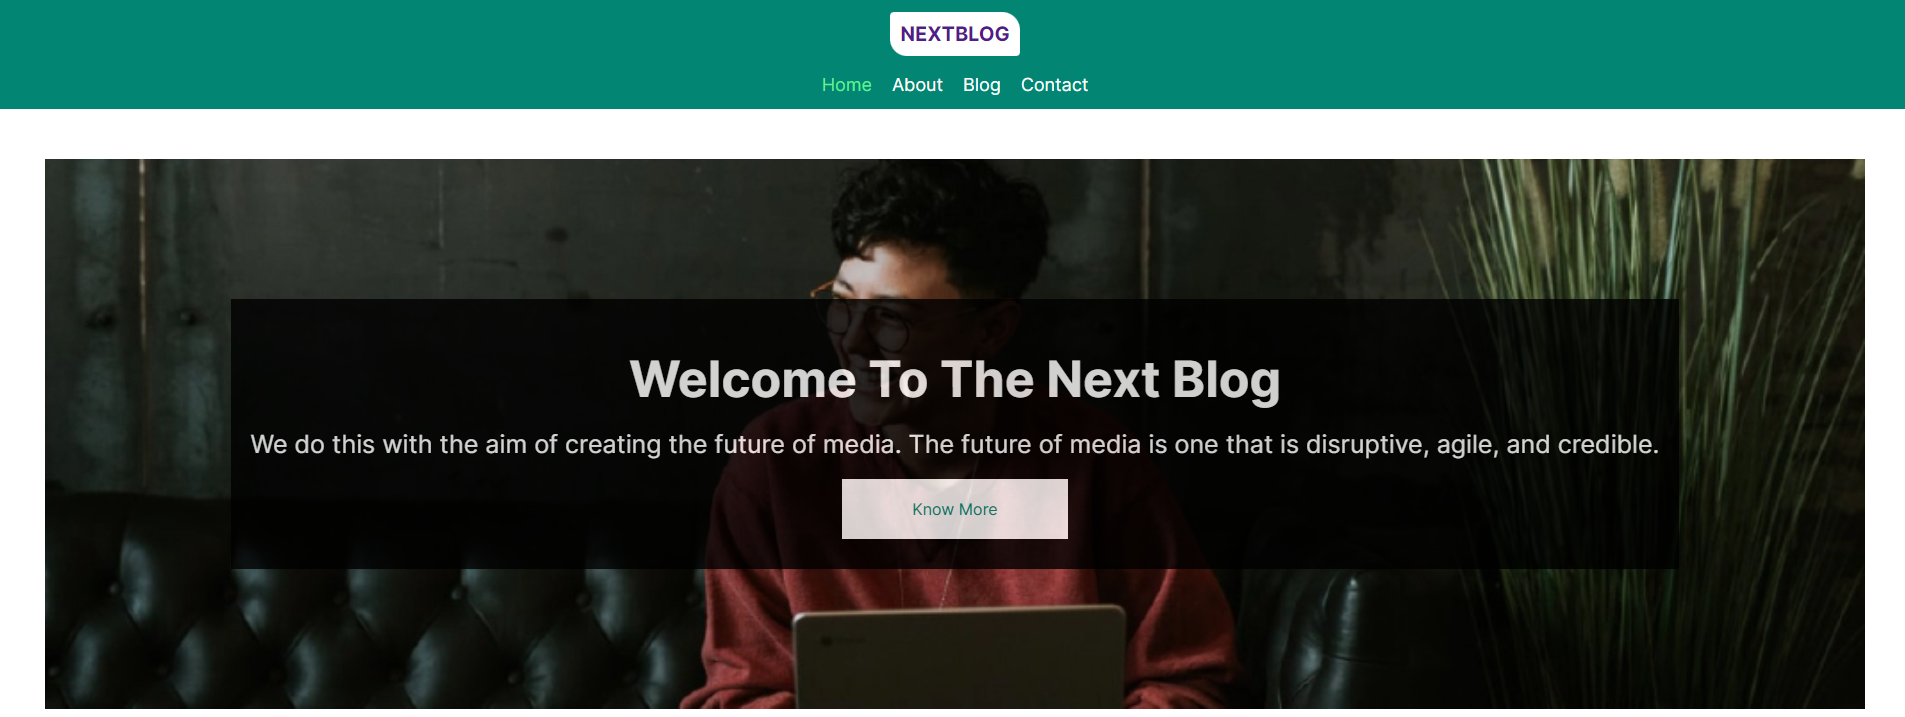 NEXTBLOG
Home About Blog Contact
Welcome To The Next Blog
We do this with the aim of creating the future of media. The future of media is one that is disruptive, agile, and credible.
Know More